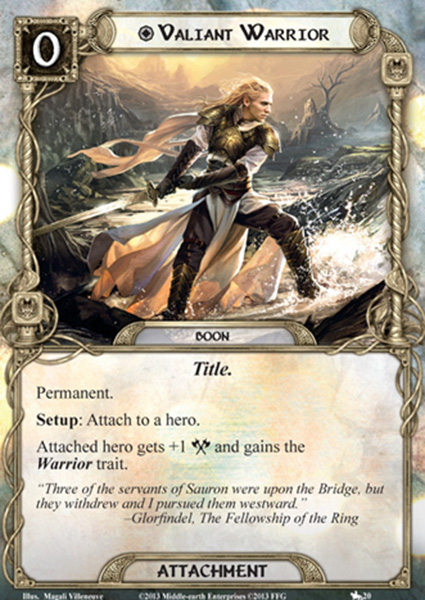 0
VALIANT WARRIOR
BOON
Title.
Permanent.
Setup: Attach to a hero.
Attached hero gets +1 and gains the
Warrior trait.
“Three of the servants of Sauron were upon the Bridge, but
they withdrew and I pursued them westward.”
–Glorfindel, The Fellowship of the Ring
ATTACHMENT
Illus. Magali Villeneuve ©2013 Middle-earth Enterprises ©2013 FFG 20